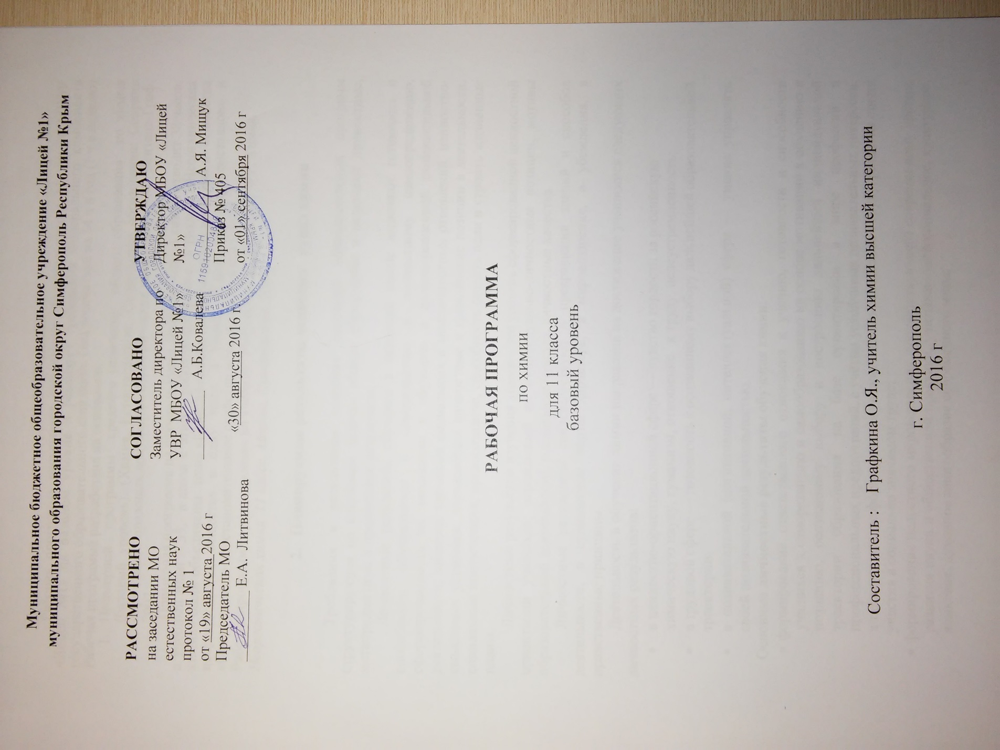 Муниципальное бюджетное общеобразовательное учреждение «Лицей №1»
муниципального образования городской округ Симферополь Республики Крым
РАССМОТРЕНО
на заседании МО
естественных наук
протокол № 1
от «19» августа 2016 г
Председатель МО
Е.А. Литвинова
СОГЛАСОВАНО
Заместитель директора по
УВР МБОУ «Лицей №1»
А.Б.Ковалева
«30» августа 2016 г
УТВЕРЖДАЮ
Директор МБОУ «Лицей
№1»
А.Я. Мищук
Приказ № 405
от «01» сентября 2016 г
ОГРН
РАБОЧАЯ ПРОГРАММА
по химии
для 11 класса
базовый уровень
Составитель : Графкина О.Я., учитель химии высшей категории
г. Симферополь
2016 г